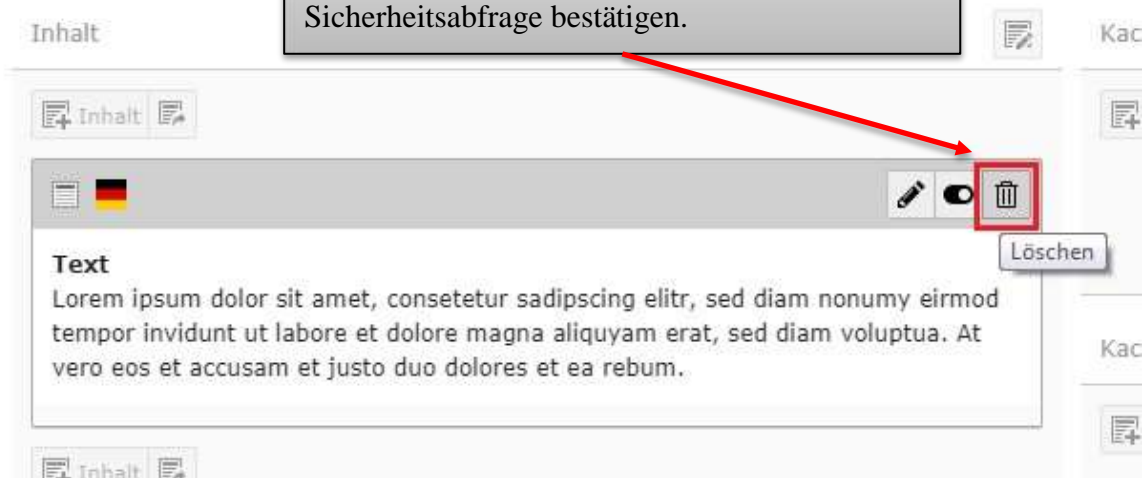 Sicherheitsabfrage bestätigen.
Inhalt
Kac
Inhalt
Löschen
Text
Lorem ipsum dolor sit amet, consetetur sadipscing elitr, sed diam nonumy eirmod
tempor invidunt ut labore et dolore magna aliquyam erat, sed diam voluptua. At
vero eos et accusam et justo duo dolores et ea rebum.
Kac
Inhalt